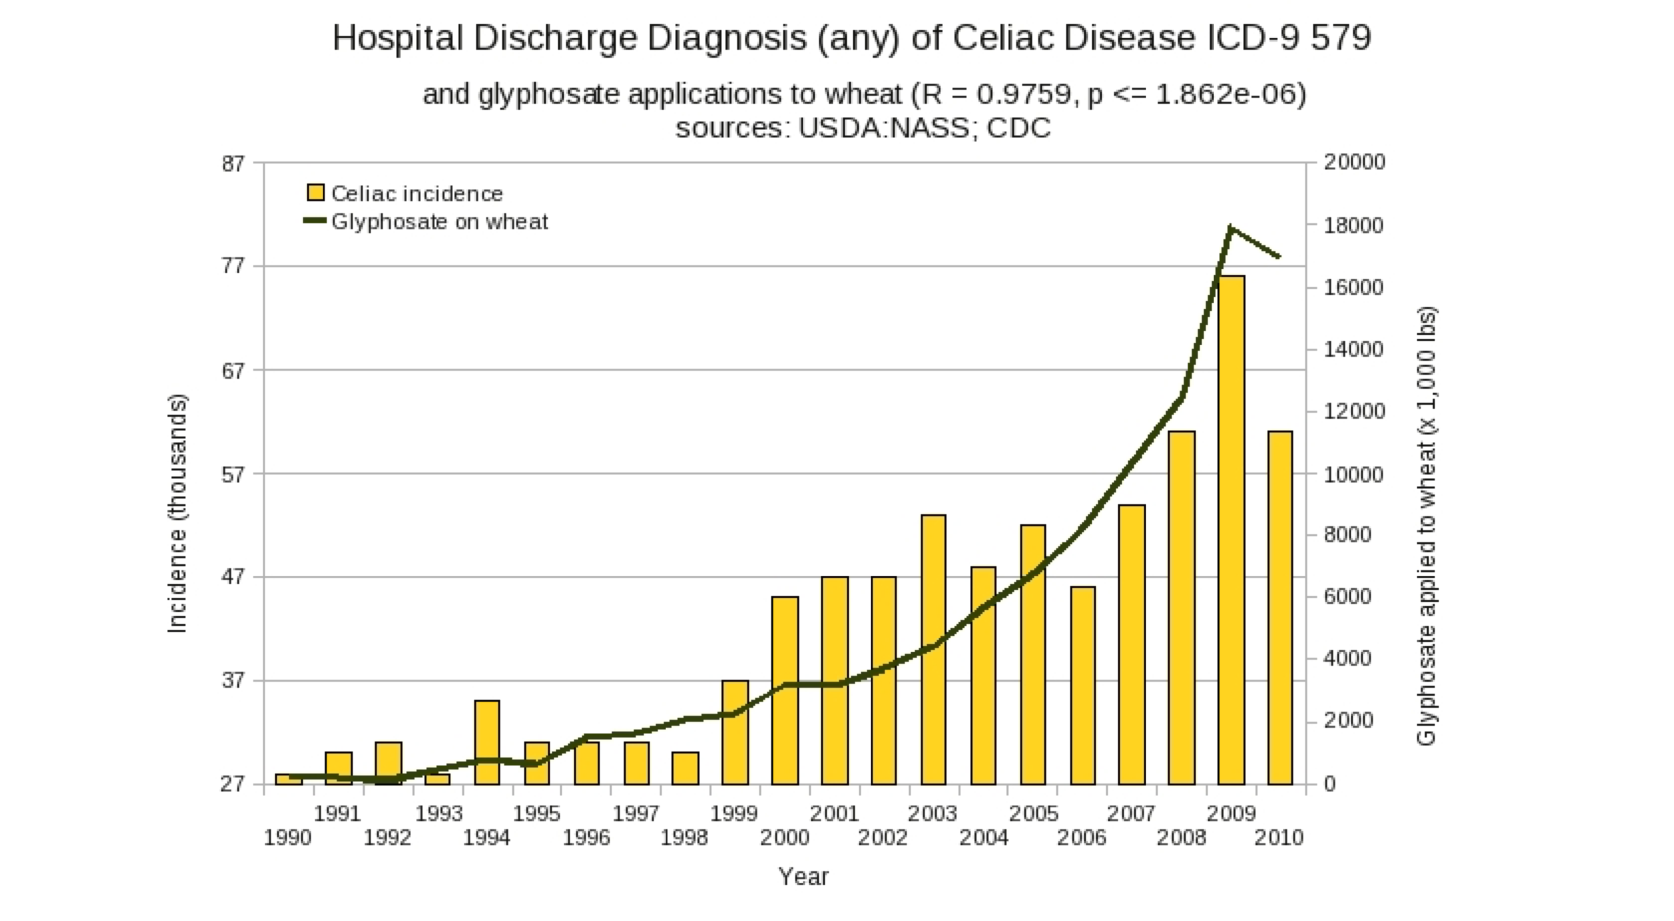 Hospital Discharge Diagnosis (any) of Celiac Disease ICD-9 579
and glyphosate applications to wheat (R = 0.9759, p <= 1.862e-06)
sources: USDA:NASS; CDC
Celiac incidence
Glyphosate on wheat
87
77
67
57
47
37
27
Incidence (thousands)
20000
18000
16000
14000
12000
10000
8000
6000
4000
2000
0
Glyphosate applied to wheat (x 1,000 lbs)
1991 1993 1995 1997 1999 2001 2003 2005 2007 2009
1990 1992 1994 1996 1998 2000 2002 2004 2006 2008 2010
Year